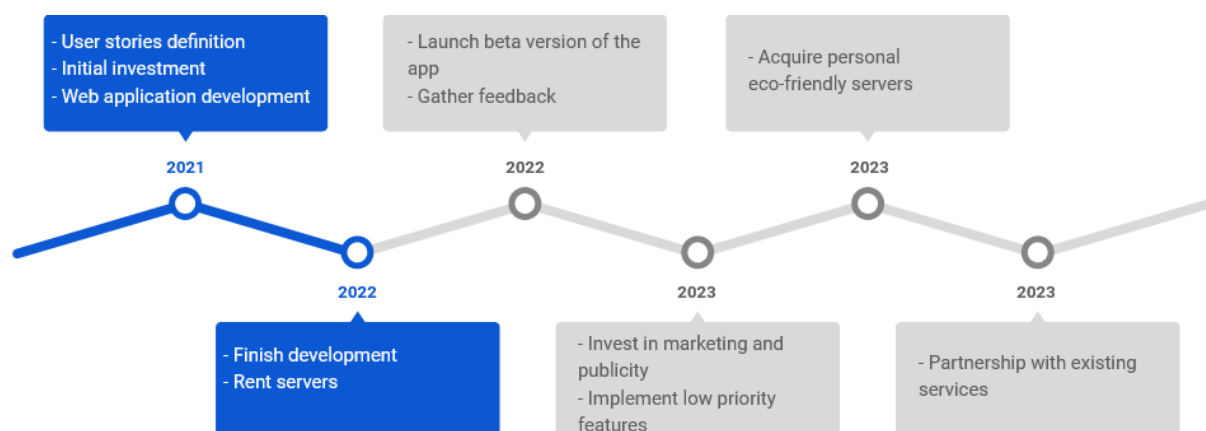 - User stories definition
- Initial investment
- Web application development
2021
- Finish development
- Rent servers
2022
- Launch beta version of the
app
- Gather feedback
2022
- Invest in marketing and
publicity
- Implement low priority
features
2023
- Acquire personal
eco-friendly servers
2023
- Partnership with existing
services
2023